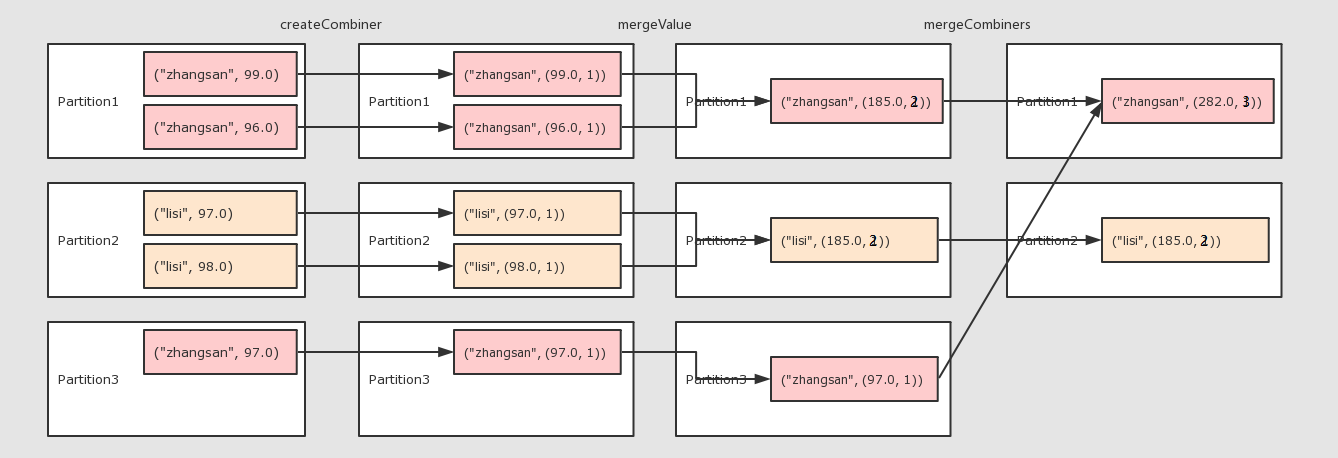 createCombiner mergeValue mergeCombiners
Partition1
("zhangsan", 99.0)
("zhangsan", 96.0)
Partition1
("zhangsan", (99.0, 1))
("zhangsan", (96.0, 1))
Partition1
("zhangsan", (185.0, 2))
Partition1
("zhangsan", (282.0, 3))
Partition2
("lisi", 97.0)
("lisi", 98.0)
Partition2
("lisi", (97.0, 1))
("lisi", (98.0, 1))
Partition2
("lisi", (185.0, 2))
Partition2
("lisi", (185.0, 2))
Partition3
("zhangsan", 97.0)
Partition3
("zhangsan", (97.0, 1))
Partition3
("zhangsan", (97.0, 1))